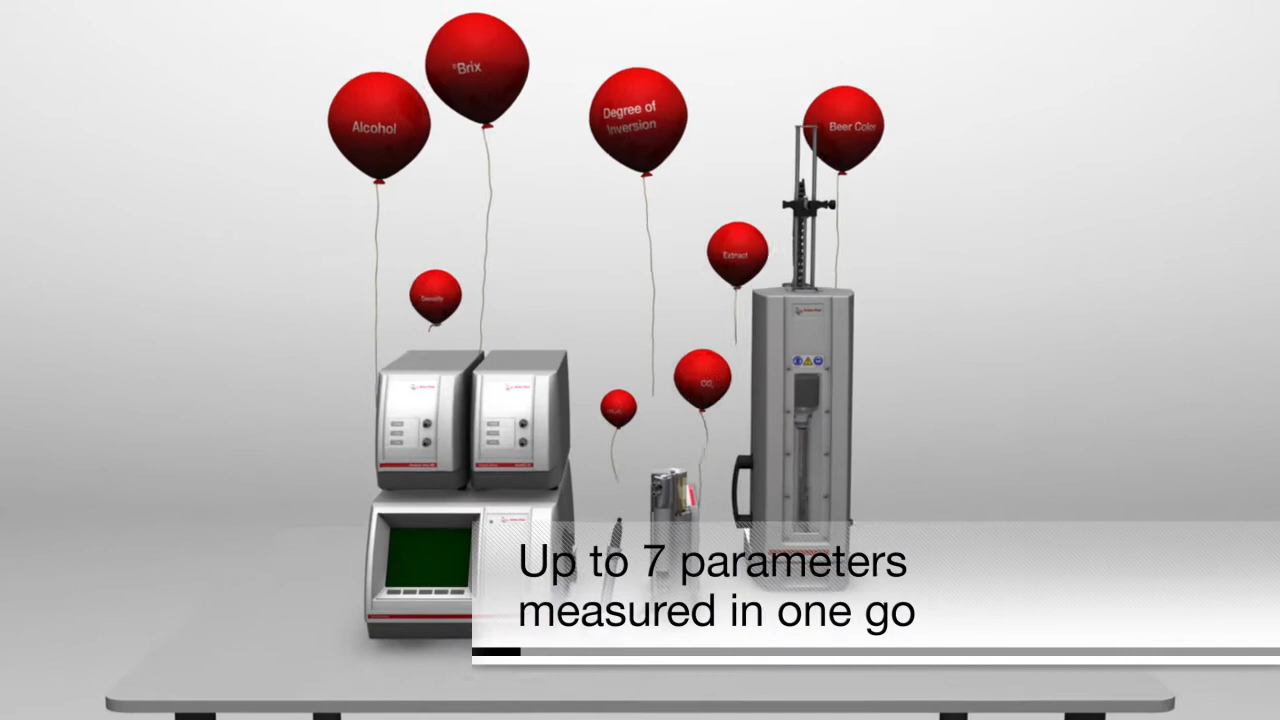 °Brix
Alcohol
Degree of
Inversion
Beer Color
Extract
Density
CO₂
Up to 7 parameters
measured in one go